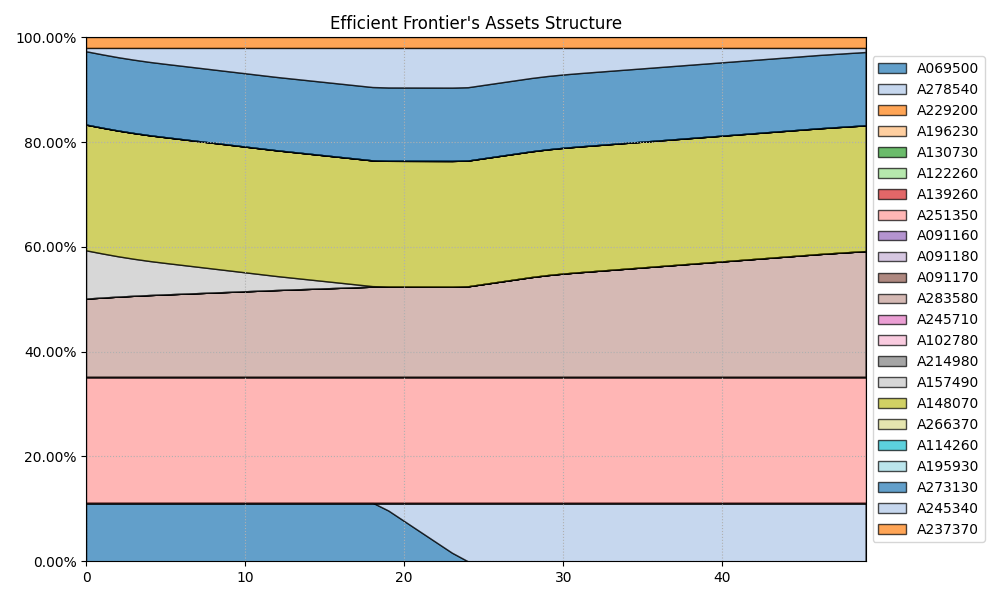 Efficient Frontier's Assets Structure
100.00%
80.00%
60.00%
40.00%
20.00%
0.00%
0
10
20
30
40
A069500
A278540
A229200
A196230
A130730
A122260
A139260
A251350
A091160
A091180
A091170
A283580
A245710
A102780
A214980
A157490
A148070
A266370
A114260
A195930
A273130
A245340
A237370